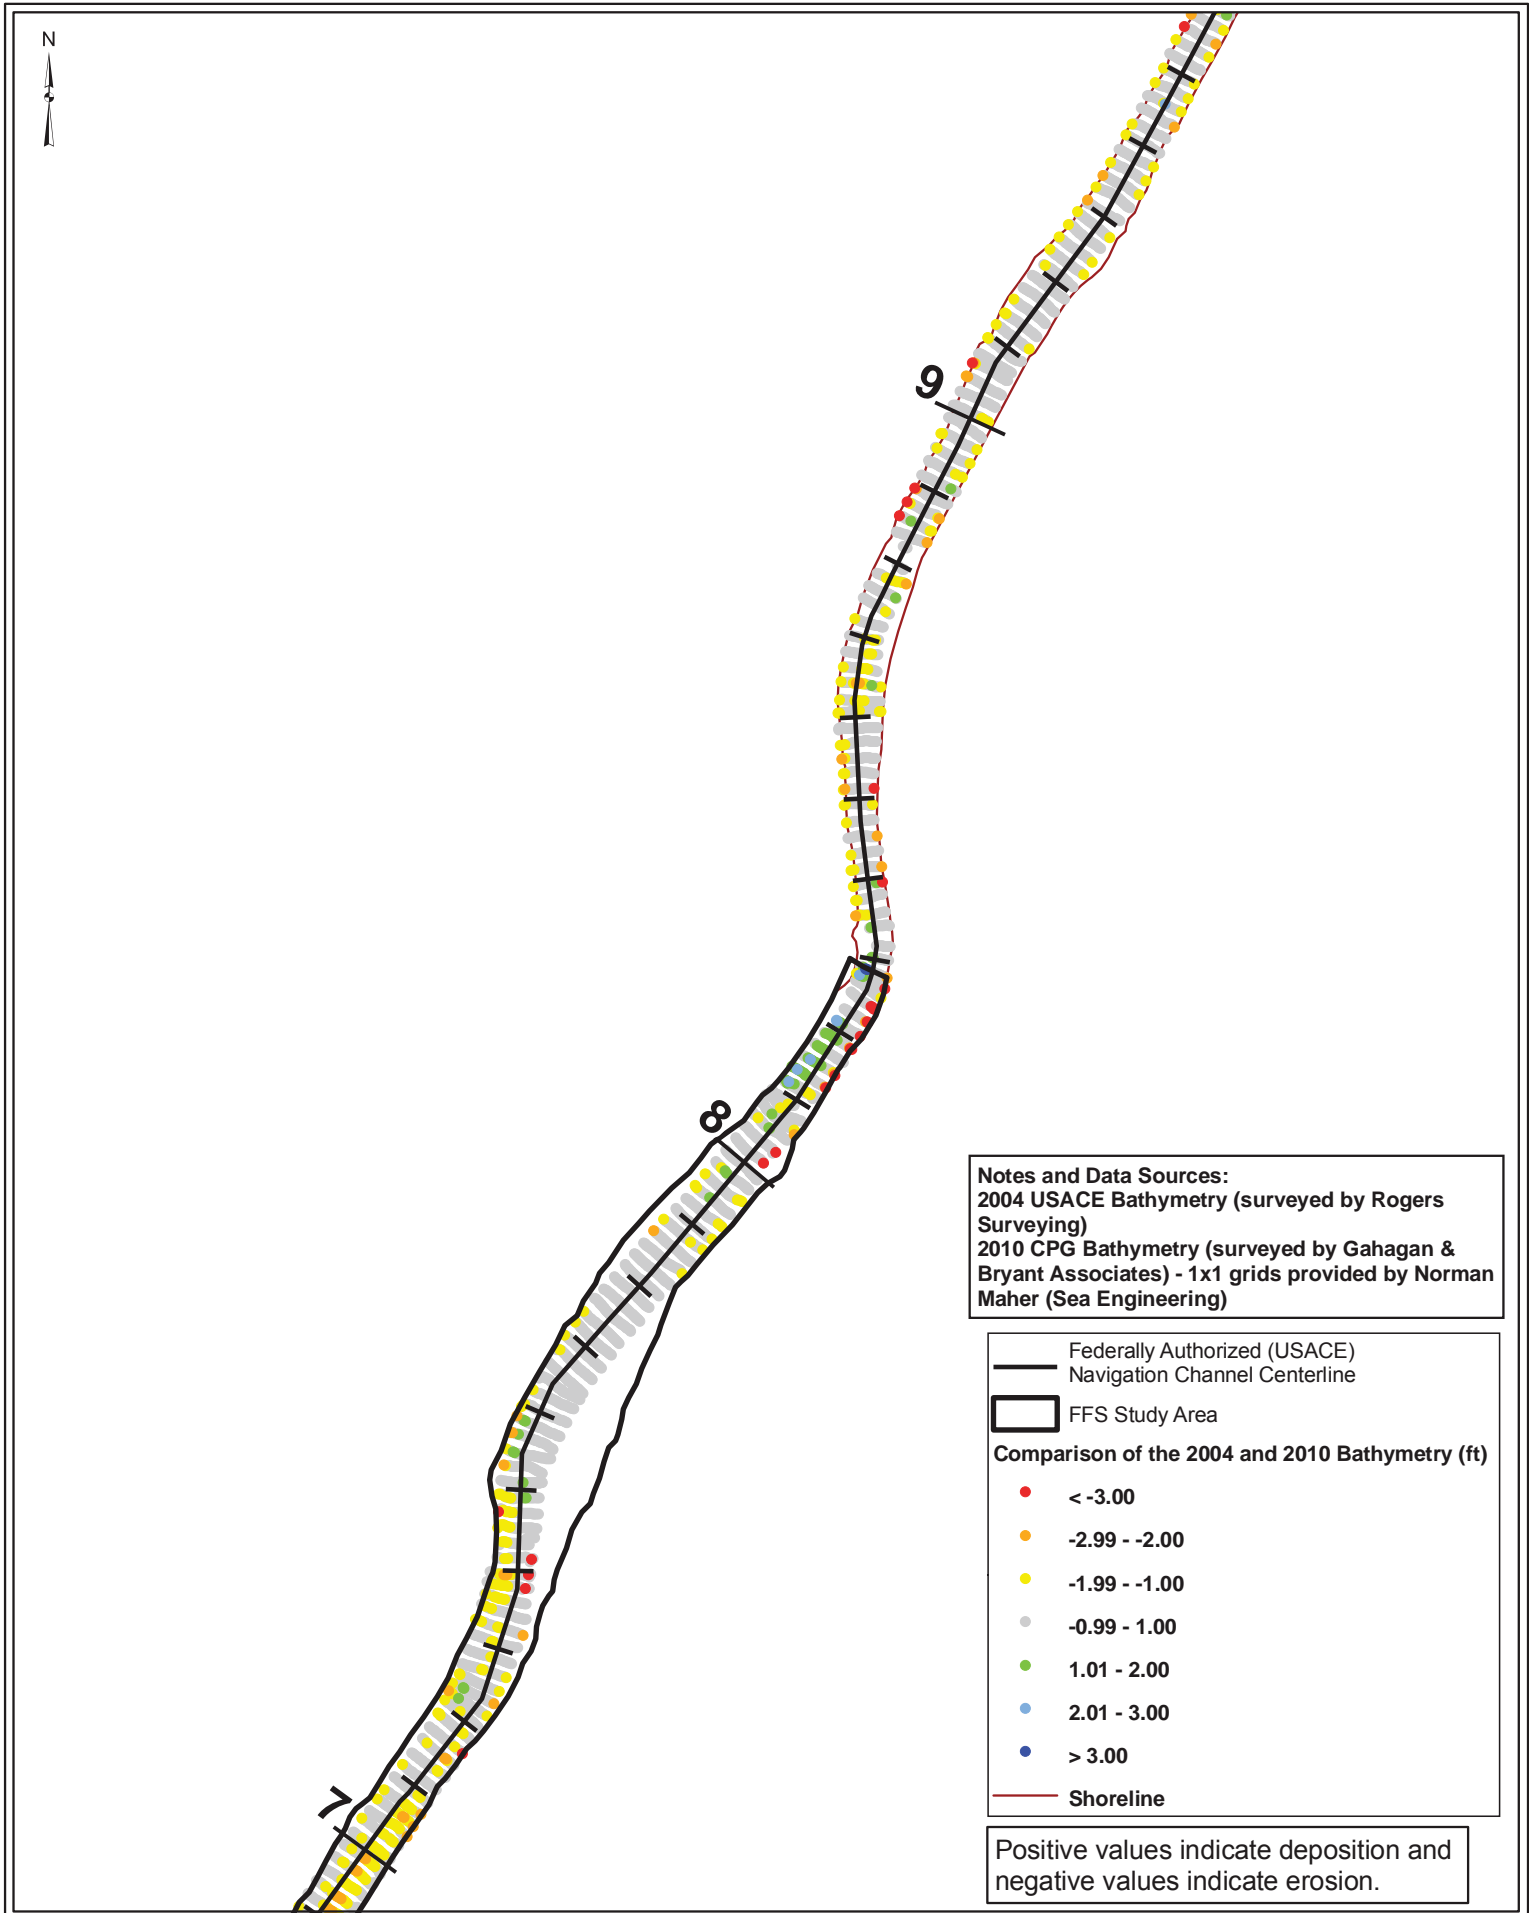 N
9
8
7
Notes and Data Sources:
2004 USACE Bathymetry (surveyed by Rogers
Surveying)
2010 CPG Bathymetry (surveyed by Gahagan &
Bryant Associates) - 1x1 grids provided by Norman
Maher (Sea Engineering)
Federally Authorized (USACE)
Navigation Channel Centerline
FFS Study Area
Comparison of the 2004 and 2010 Bathymetry (ft)
< -3.00
-2.99 - -2.00
-1.99 - -1.00
-0.99 - 1.00
1.01 - 2.00
2.01 - 3.00
> 3.00
Shoreline
Positive values indicate deposition and
negative values indicate erosion.